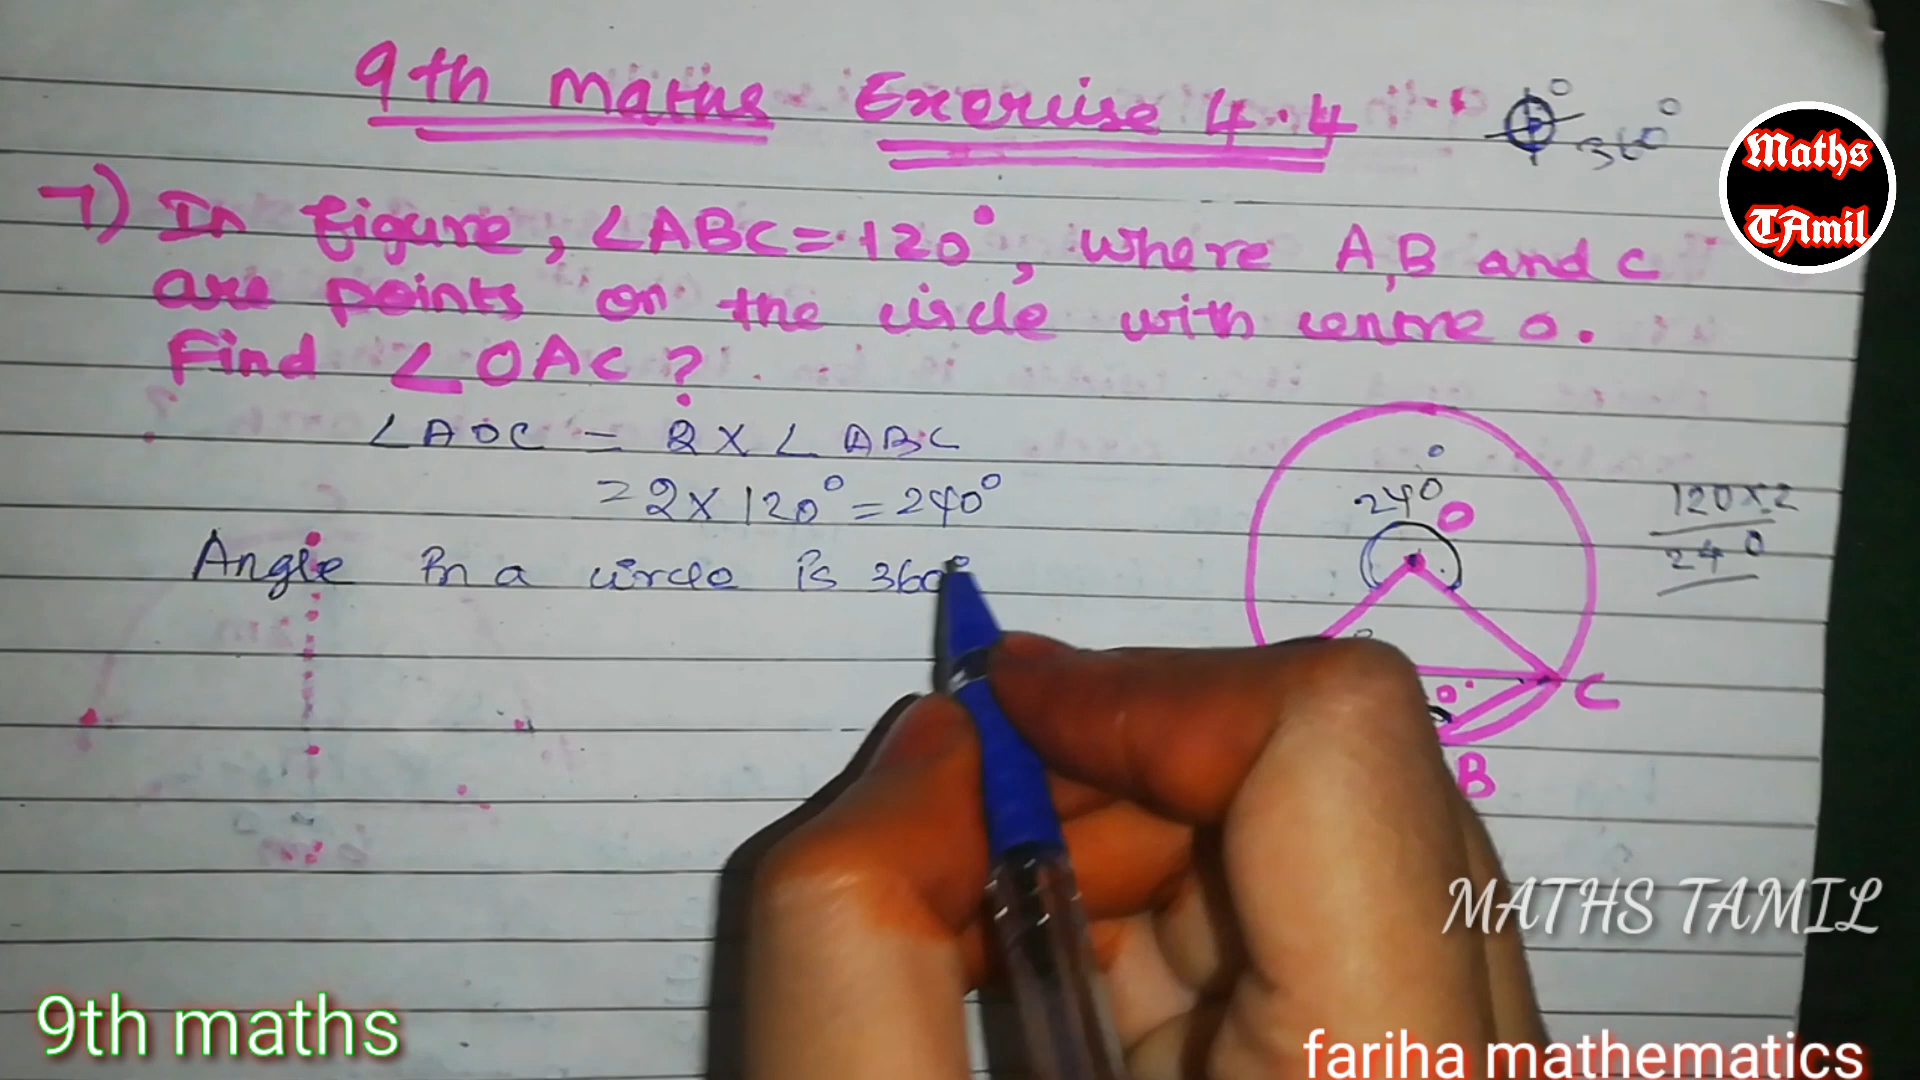 9th maths Exercise 4.4
360°
Maths
TAmil
7) In figure, ∠ABC = 120°, where A,B and C
are points on the circle with centre o.
Find ∠OAC?
∠AOC = 2 X ∠ ABC
= 2 X 120° = 240°
Angle in a circle is 360°
240°
O
C
B
120x2
240
MATHS TAMIL
9th maths
fariha mathematics